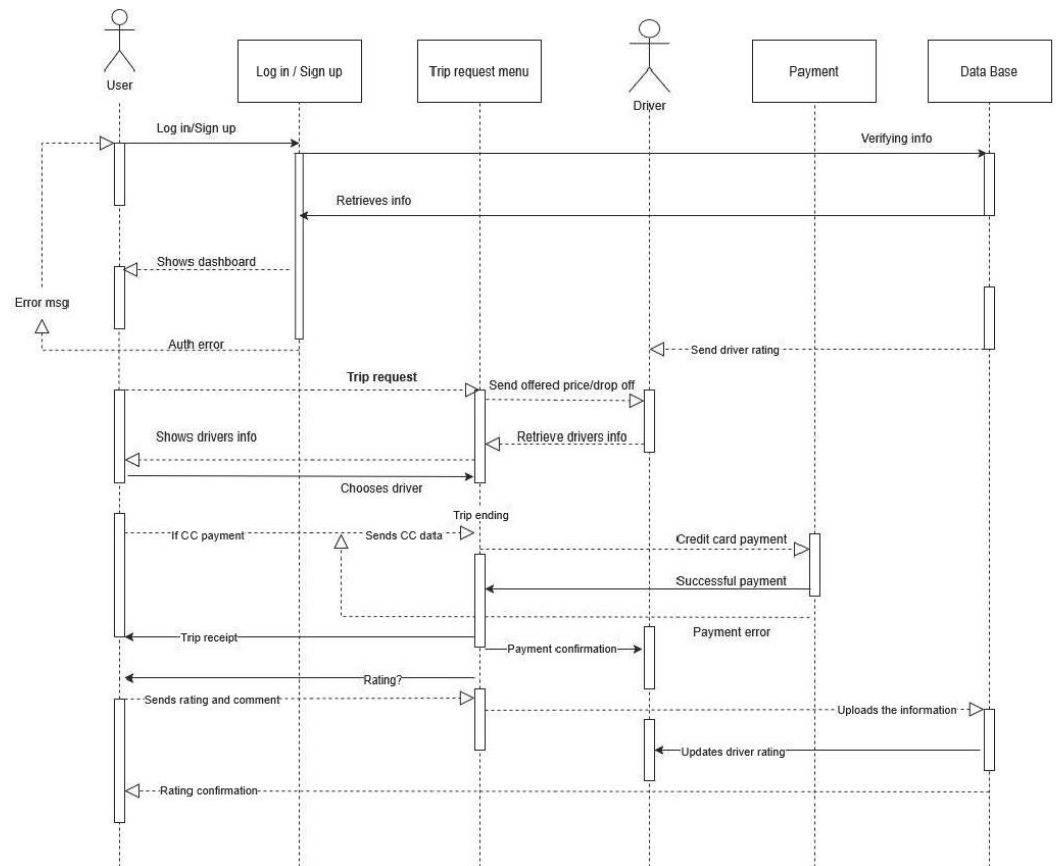 User
Log in / Sign up
Trip request menu
Driver
Payment
Data Base
Log in/Sign up
Verifying info
Retrieves info
Shows dashboard
Error msg
Auth error
Send driver rating
Trip request
Send offered price/drop off
Shows drivers info
Retrieve drivers info
Chooses driver
Trip ending
If CC payment
Sends CC data
Credit card payment
Successful payment
Payment error
Trip receipt
Payment confirmation
Rating?
Sends rating and comment
Uploads the information
Updates driver rating
Rating confirmation